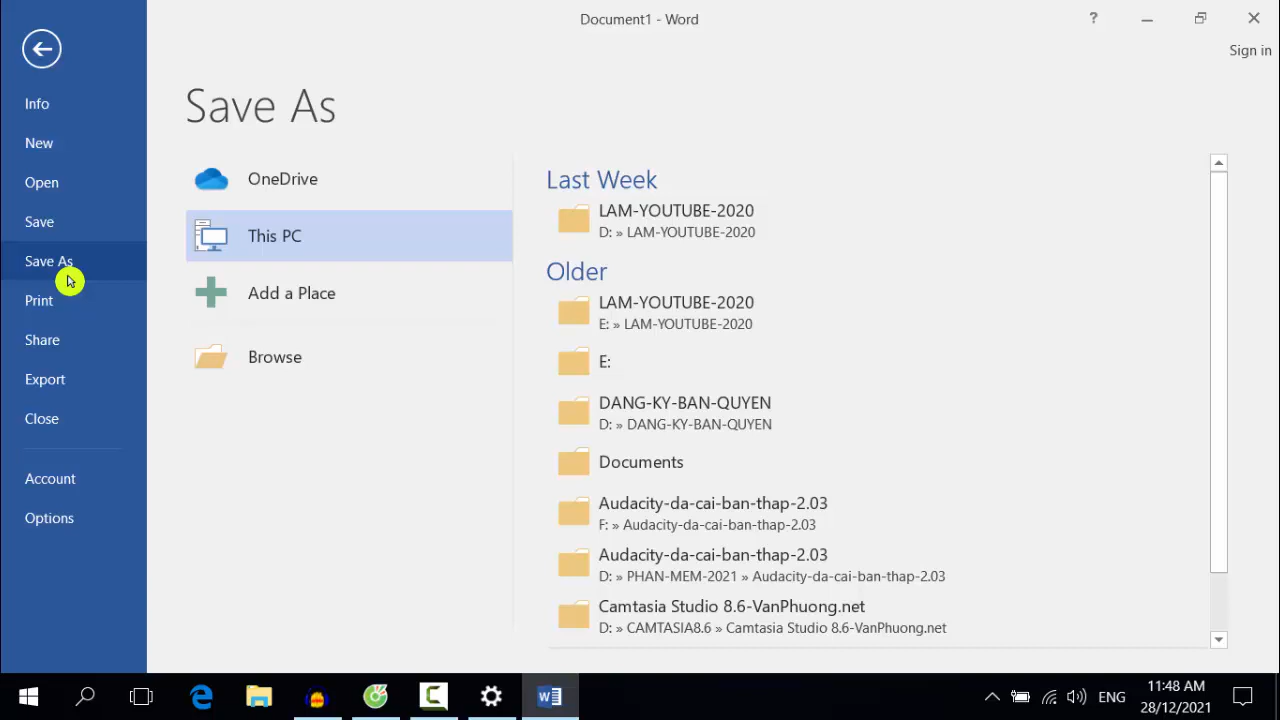 Document1 - Word
?
Sign in
Info
New
Open
Save
Save As
Print
Share
Export
Close
Account
Options
Save As
OneDrive
This PC
Add a Place
Browse
Last Week
LAM-YOUTUBE-2020
D: » LAM-YOUTUBE-2020
Older
LAM-YOUTUBE-2020
E: » LAM-YOUTUBE-2020
E:
DANG-KY-BAN-QUYEN
D: » DANG-KY-BAN-QUYEN
Documents
Audacity-da-cai-ban-thap-2.03
F: » Audacity-da-cai-ban-thap-2.03
Audacity-da-cai-ban-thap-2.03
D: » PHAN-MEM-2021 » Audacity-da-cai-ban-thap-2.03
Camtasia Studio 8.6-VanPhuong.net
D: » CAMTASIA8.6 » Camtasia Studio 8.6-VanPhuong.net
ENG
11:48 AM
28/12/2021